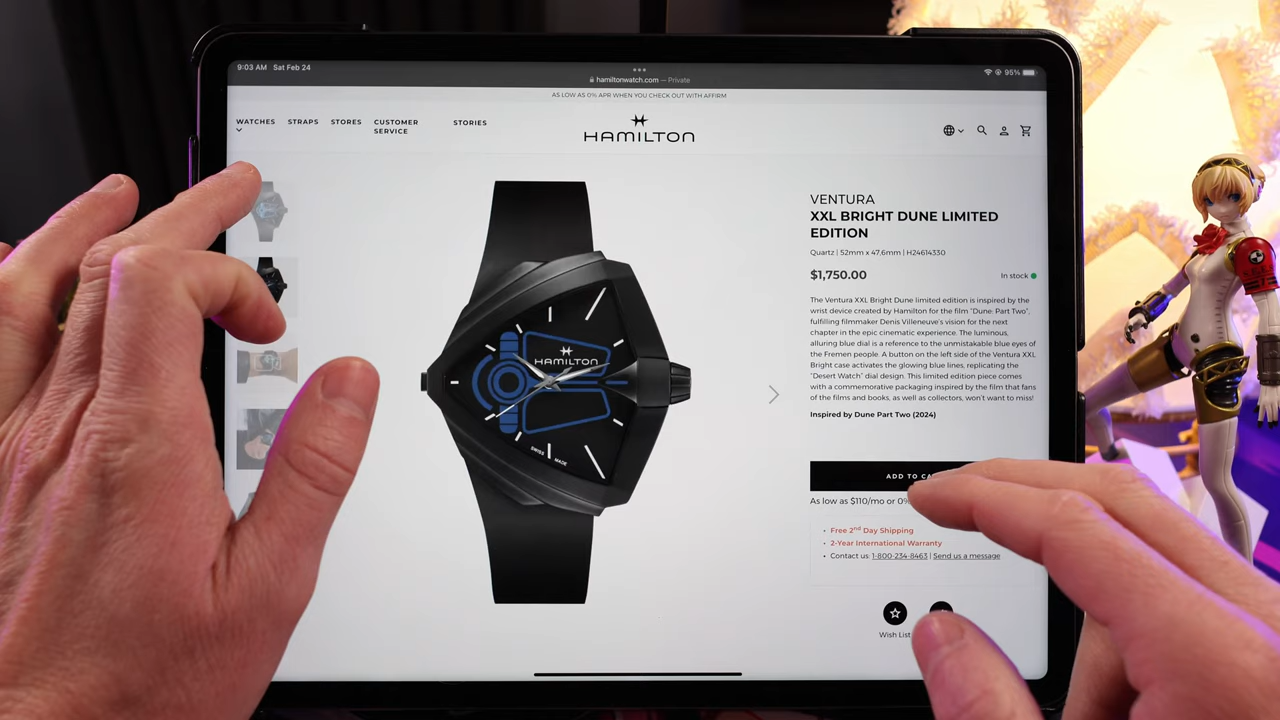 9:03 AM Sat Feb 24
hamiltonwatch.com — Private
95%
AS LOW AS 0% APR WHEN YOU CHECK OUT WITH AFFIRM
WATCHES
STRAPS
STORES
CUSTOMER
SERVICE
STORIES
HAMILTON
VENTURA
XXL BRIGHT DUNE LIMITED
EDITION
Quartz | 52mm x 47,6mm | H24614330
$1,750.00
In stock
The Ventura XXL Bright Dune limited edition is inspired by the
wrist device created by Hamilton for the film "Dune: Part Two",
fulfilling filmmaker Denis Villeneuve's vision for the next
chapter in the epic cinematic experience. The luminous,
alluring blue dial is a reference to the unmistakable blue eyes of
the Fremen people. A button on the left side of the Ventura XXL
Bright case activates the glowing blue lines, replicating the
"Desert Watch" dial design. This limited edition piece comes
with a commemorative packaging inspired by the film that fans
of the films and books, as well as collectors, won't want to miss!
Inspired by Dune Part Two (2024)
HAMILTON
SWISS MADE
ADD TO CA
As low as $110/mo or 0%
• Free 2nd Day Shipping
• 2-Year International Warranty
• Contact us: 1-800-234-8463 | Send us a message
Wish List